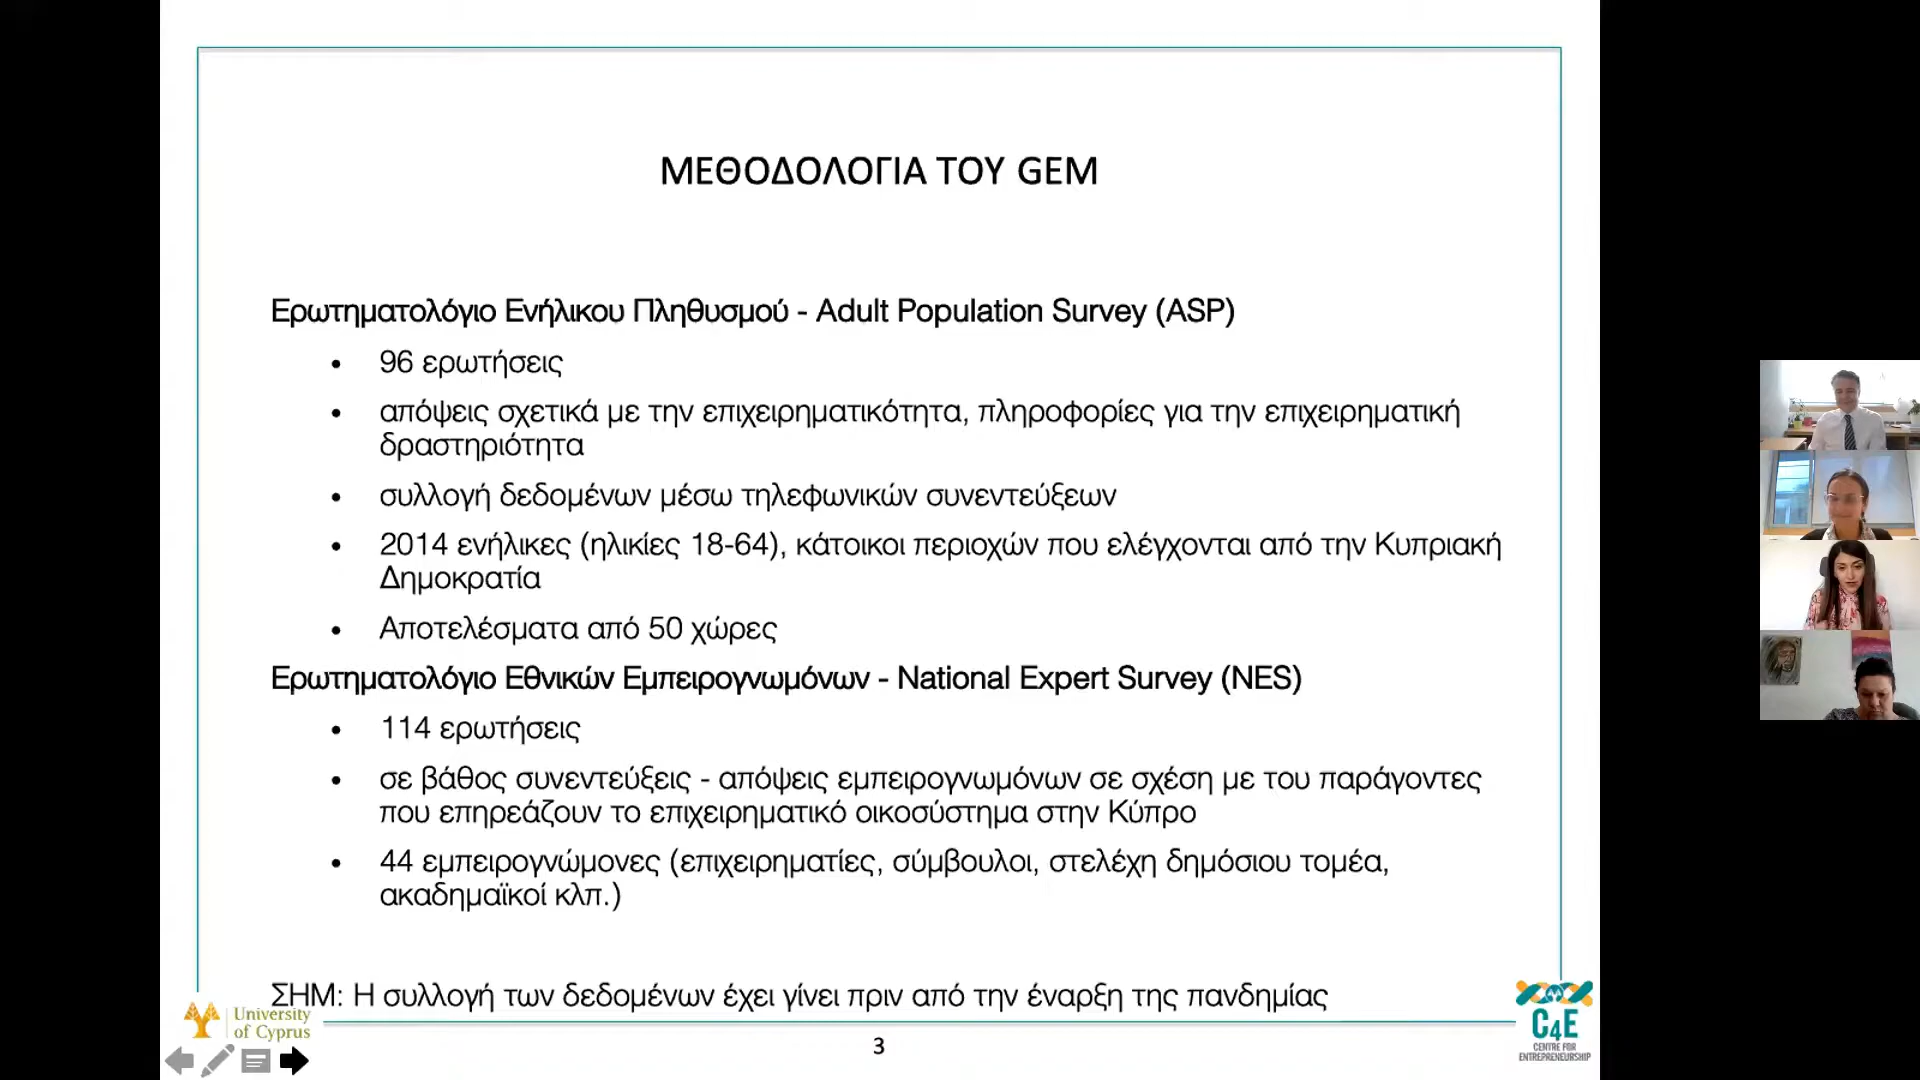 ΜΕΘΟΔΟΛΟΓΙΑ ΤΟΥ GEM
Ερωτηματολόγιο Ενήλικου Πληθυσμού - Adult Population Survey (ASP)
• 96 ερωτήσεις
• απόψεις σχετικά με την επιχειρηματικότητα, πληροφορίες για την επιχειρηματική
δραστηριότητα
• συλλογή δεδομένων μέσω τηλεφωνικών συνεντεύξεων
• 2014 ενήλικες (ηλικίες 18-64), κάτοικοι περιοχών που ελέγχονται από την Κυπριακή
Δημοκρατία
• Αποτελέσματα από 50 χώρες
Ερωτηματολόγιο Εθνικών Εμπειρογνωμόνων - National Expert Survey (NES)
• 114 ερωτήσεις
• σε βάθος συνεντεύξεις - απόψεις εμπειρογνωμόνων σε σχέση με του παράγοντες
που επηρεάζουν το επιχειρηματικό οικοσύστημα στην Κύπρο
• 44 εμπειρογνώμονες (επιχειρηματίες, σύμβουλοι, στελέχη δημόσιου τομέα,
ακαδημαϊκοί κλπ.)
ΣΗΜ: Η συλλογή των δεδομένων έχει γίνει πριν από την έναρξη της πανδημίας
University
of Cyprus
3
C4E
CENTRE FOR
ENTREPRENEURSHIP